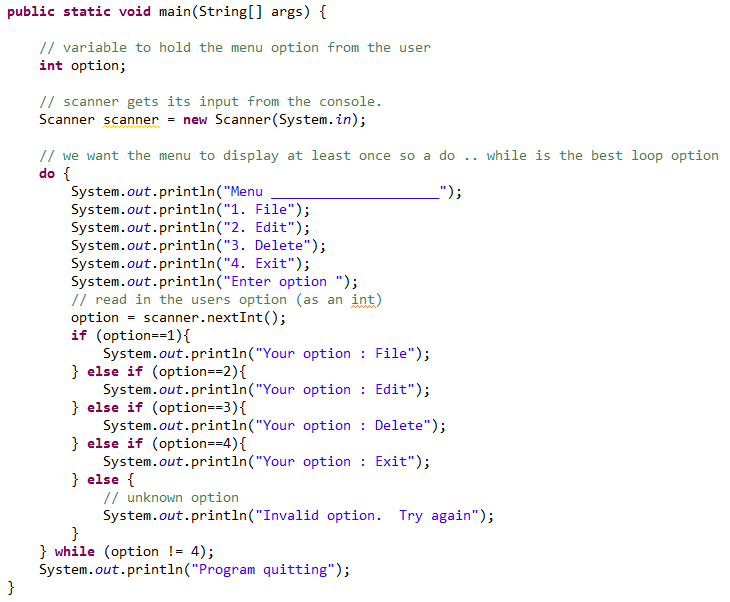 public static void main(String[] args) {

    // variable to hold the menu option from the user
    int option;

    // scanner gets its input from the console.
    Scanner scanner = new Scanner(System.in);

    // we want the menu to display at least once so a do .. while is the best loop option
    do {
        System.out.println("Menu _____________________");
        System.out.println("1. File");
        System.out.println("2. Edit");
        System.out.println("3. Delete");
        System.out.println("4. Exit");
        System.out.println("Enter option ");
        // read in the users option (as an int)
        option = scanner.nextInt();
        if (option==1){
            System.out.println("Your option : File");
        } else if (option==2){
            System.out.println("Your option : Edit");
        } else if (option==3){
            System.out.println("Your option : Delete");
        } else if (option==4){
            System.out.println("Your option : Exit");
        } else {
            // unknown option
            System.out.println("Invalid option.  Try again");
        }
    } while (option != 4);
    System.out.println("Program quitting");
}